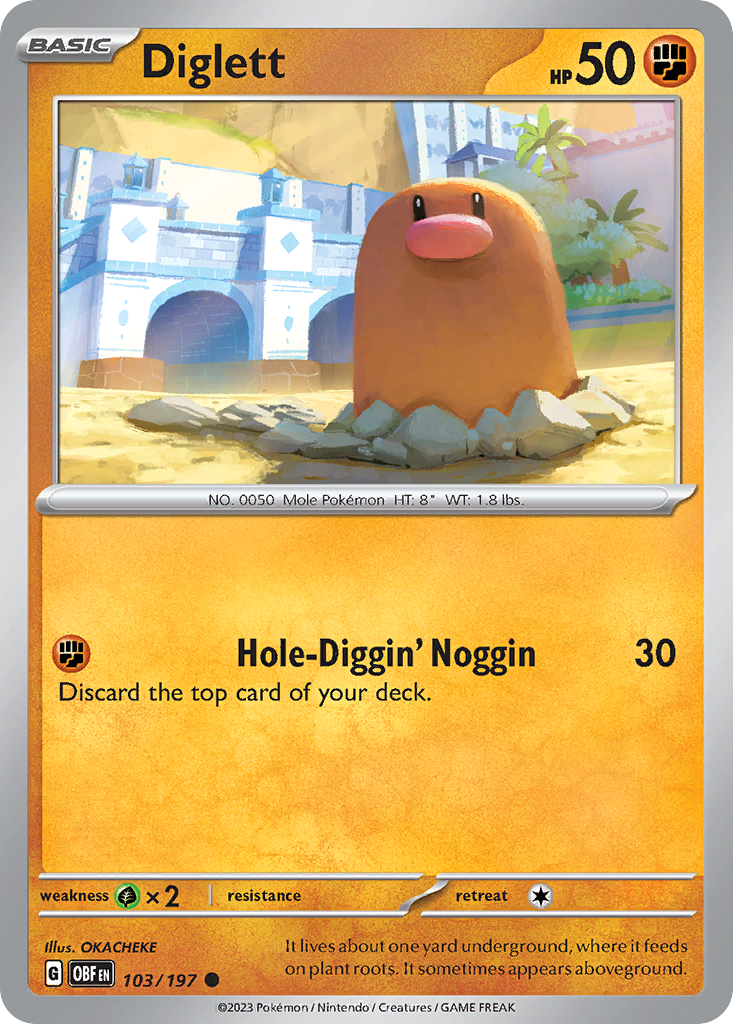 BASIC
Diglett
HP 50
NO. 0050 Mole Pokémon HT: 8" WT: 1.8 lbs.
Hole-Diggin' Noggin 30
Discard the top card of your deck.
weakness ×2 resistance retreat
Illus. OKACHEKE
It lives about one yard underground, where it feeds
on plant roots. It sometimes appears aboveground.
G OBF EN 103/197
©2023 Pokémon / Nintendo / Creatures / GAME FREAK